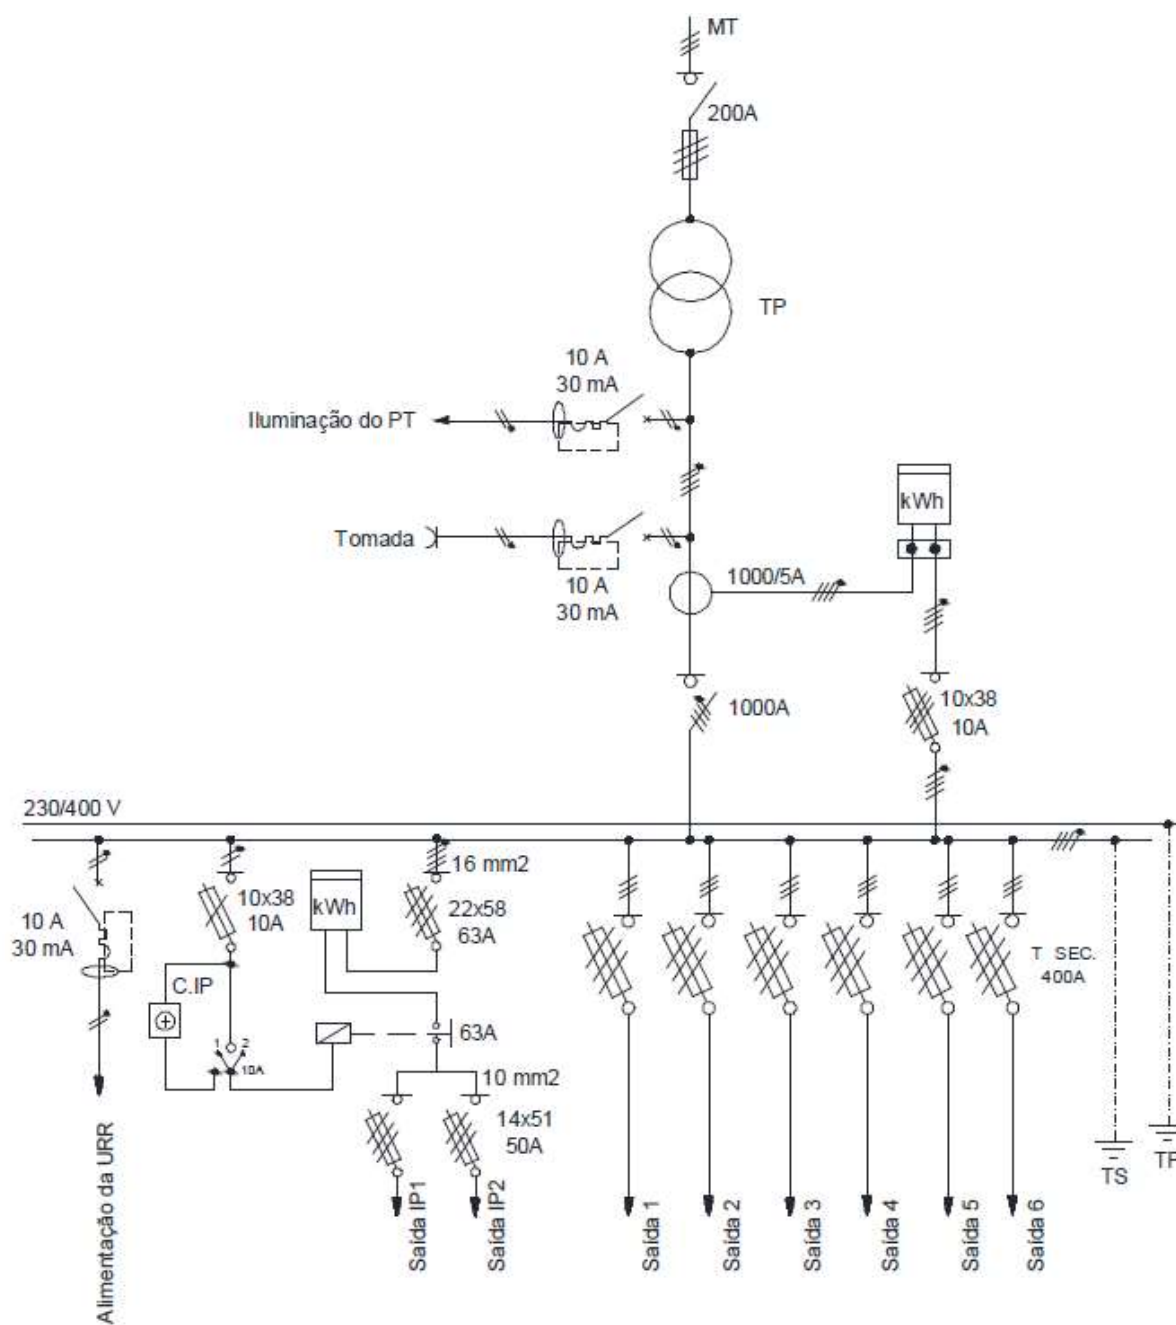 MT
200A
TP
10 A
30 mA
Iluminação do PT
kWh
Tomada
1000/5A
10 A
30 mA
1000A
10x38
10A
230/400 V
16 mm2
10x38
10A
kWh
22x58
63A
10 A
30 mA
T SEC.
400A
C.IP
63A
1 2
10A
10 mm2
14x51
50A
TS
Alimentação da URR
Saída IP1
Saída IP2
Saída 1
Saída 2
Saída 3
Saída 4
Saída 5
Saída 6